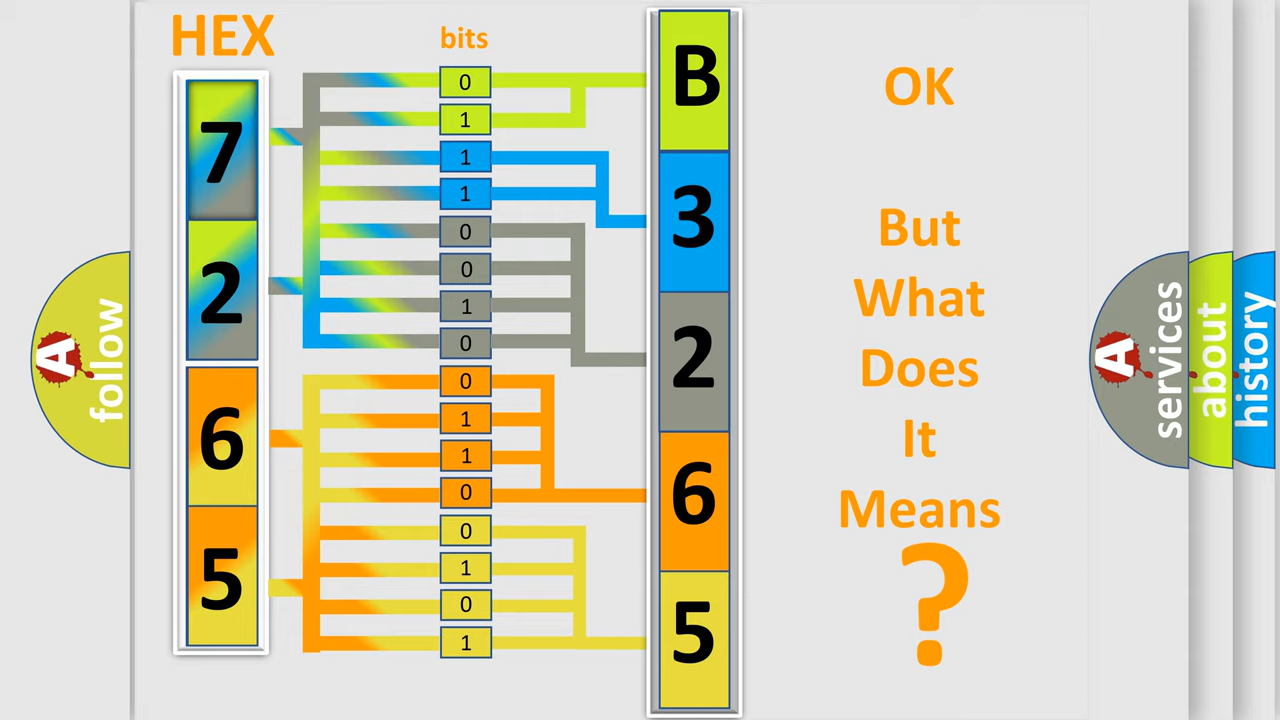 HEX
bits
7
2
6
5
0
1
1
1
0
0
1
0
0
1
1
0
0
1
0
1
B
3
2
6
5
OK
But
What
Does
It
Means
?
A
follow
A
services
about
history